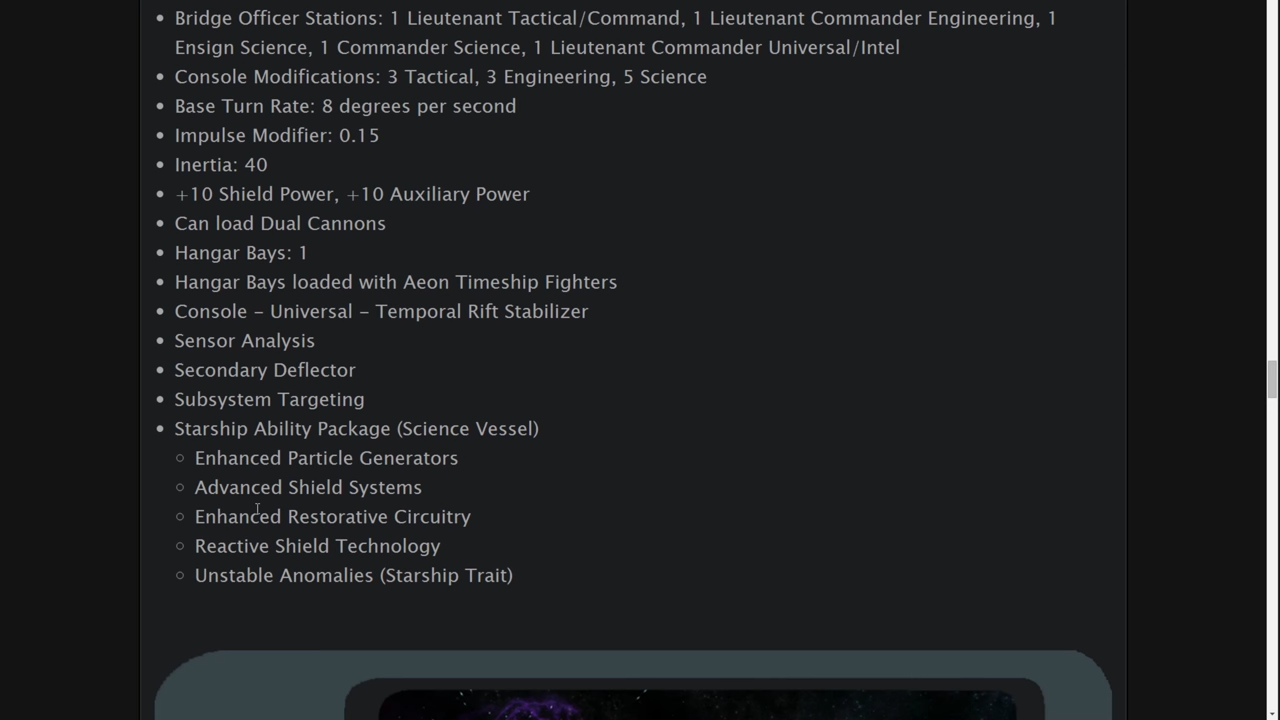 Bridge Officer Stations: 1 Lieutenant Tactical/Command, 1 Lieutenant Commander Engineering, 1
Ensign Science, 1 Commander Science, 1 Lieutenant Commander Universal/Intel
Console Modifications: 3 Tactical, 3 Engineering, 5 Science
Base Turn Rate: 8 degrees per second
Impulse Modifier: 0.15
Inertia: 40
+10 Shield Power, +10 Auxiliary Power
Can load Dual Cannons
Hangar Bays: 1
Hangar Bays loaded with Aeon Timeship Fighters
Console – Universal – Temporal Rift Stabilizer
Sensor Analysis
Secondary Deflector
Subsystem Targeting
Starship Ability Package (Science Vessel)
Enhanced Particle Generators
Advanced Shield Systems
Enhanced Restorative Circuitry
Reactive Shield Technology
Unstable Anomalies (Starship Trait)